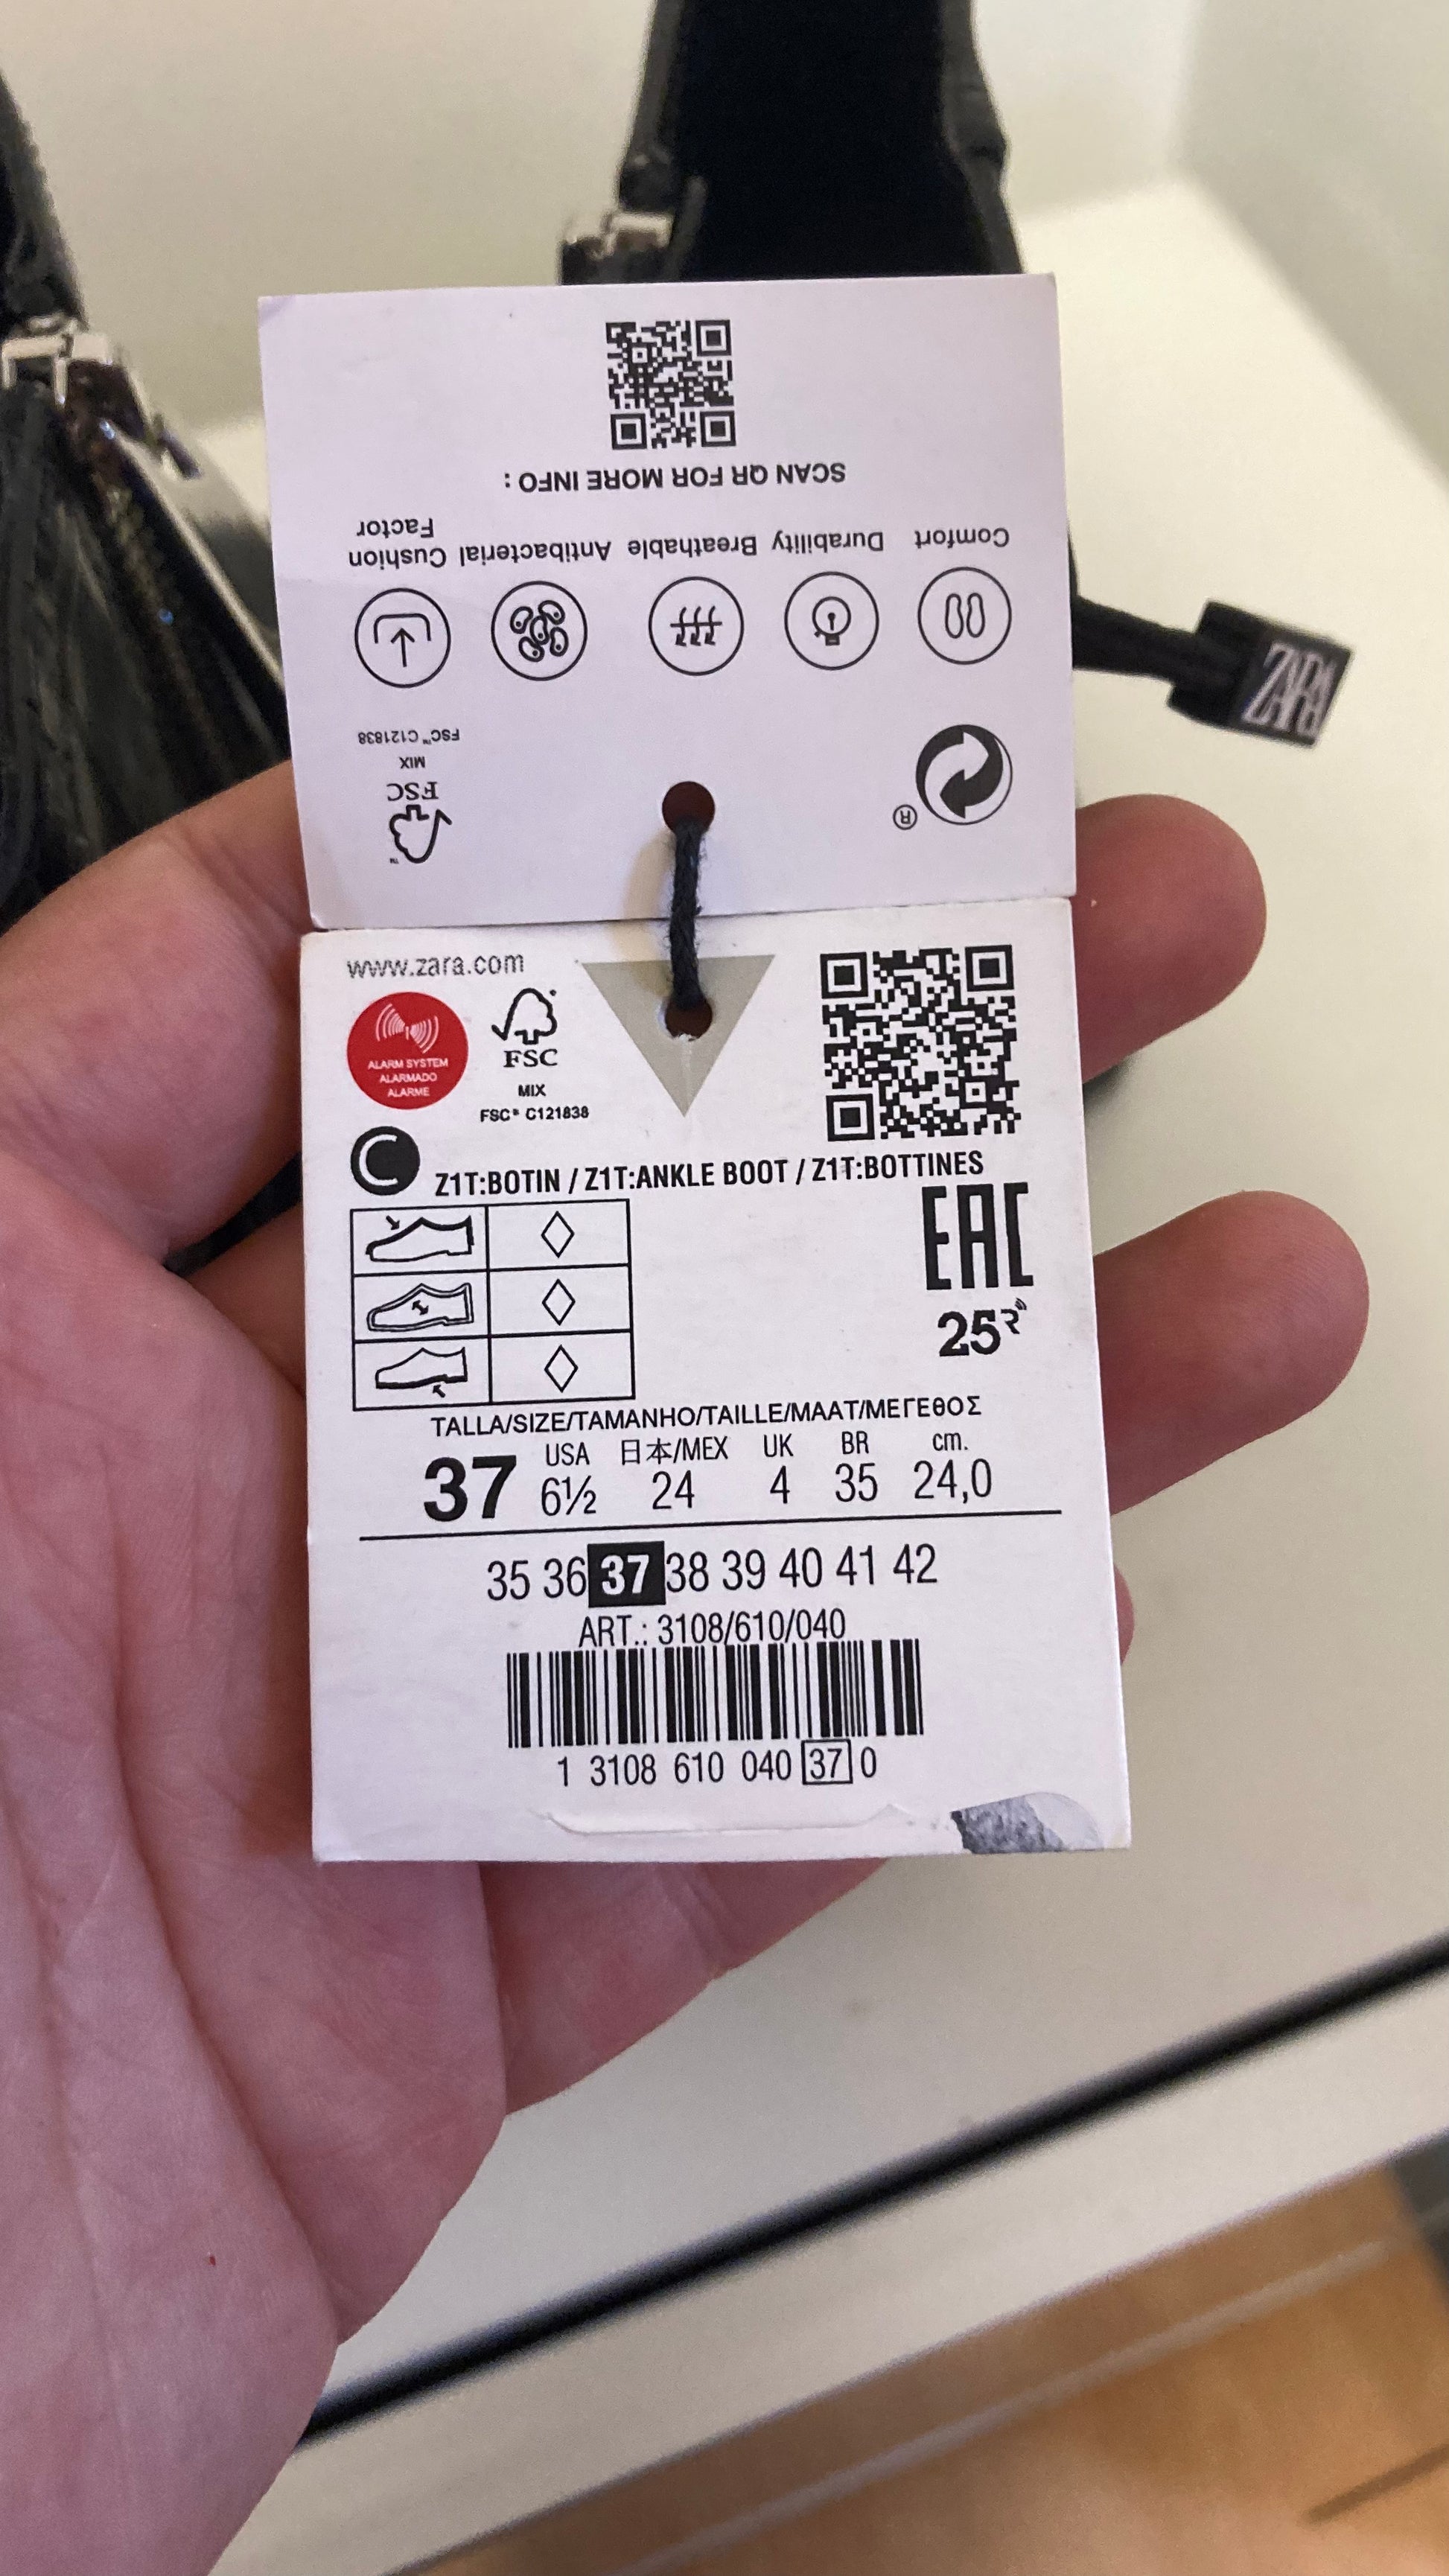 SCAN QR FOR MORE INFO :
Comfort Durability Breathable Antibacterial Cushion Factor
FSC
MIX
FSC™ C121838
®
ZARA
www.zara.com
ALARM SYSTEM
ALARMADO
ALARME
FSC
MIX
FSC® C121838
C
Z1T:BOTIN / Z1T:ANKLE BOOT / Z1T:BOTTINES
EAC
25
TALLA/SIZE/TAMANHO/TAILLE/MAAT/ΜΕΓΕΘΟΣ
USA 日本/MEX UK BR cm.
37 6½ 24 4 35 24,0
35 36 37 38 39 40 41 42
ART.: 3108/610/040
1 3108 610 040 37 0